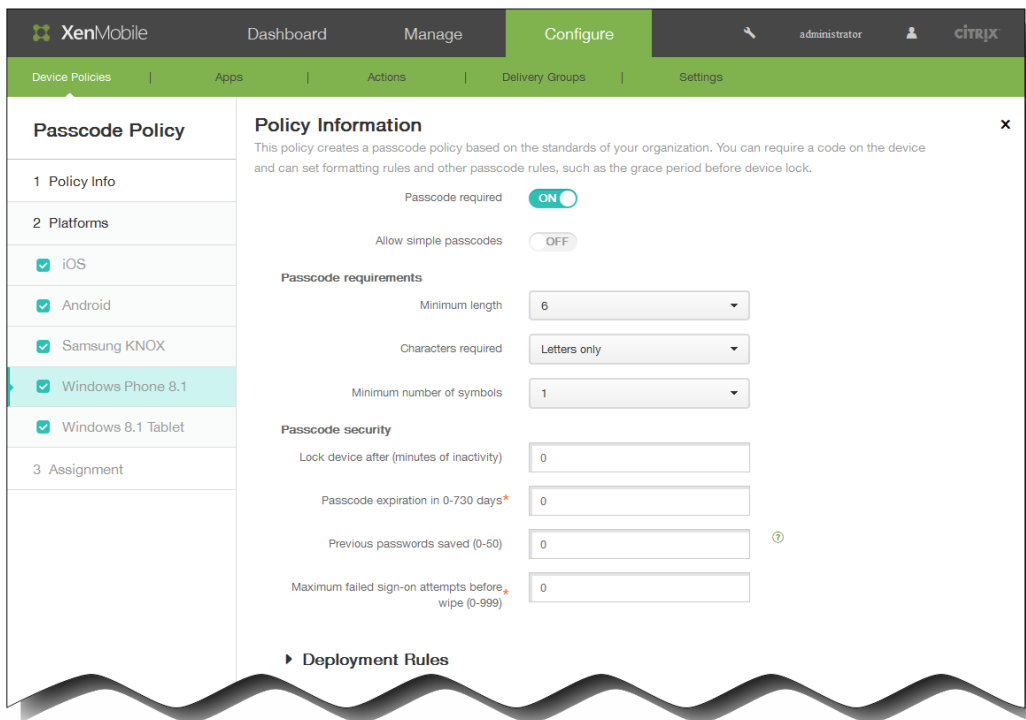 XenMobile Dashboard Manage Configure administrator CİTRIX
Device Policies | Apps | Actions | Delivery Groups | Settings
Passcode Policy
1 Policy Info
2 Platforms
iOS
Android
Samsung KNOX
Windows Phone 8.1
Windows 8.1 Tablet
3 Assignment
Policy Information x
This policy creates a passcode policy based on the standards of your organization. You can require a code on the device
and can set formatting rules and other passcode rules, such as the grace period before device lock.
Passcode required ON
Allow simple passcodes OFF
Passcode requirements
Minimum length 6
Characters required Letters only
Minimum number of symbols 1
Passcode security
Lock device after (minutes of inactivity) 0
Passcode expiration in 0-730 days* 0
Previous passwords saved (0-50) 0 ?
Maximum failed sign-on attempts before
wipe (0-999)* 0
Deployment Rules